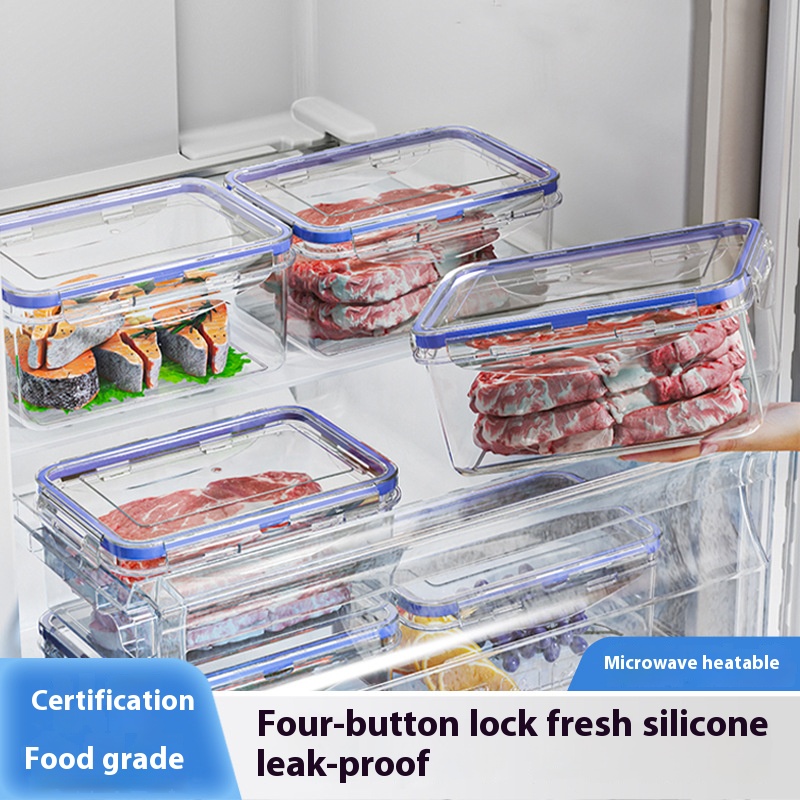 Microwave heatable
Certification
Food grade
Four-button lock fresh silicone
leak-proof